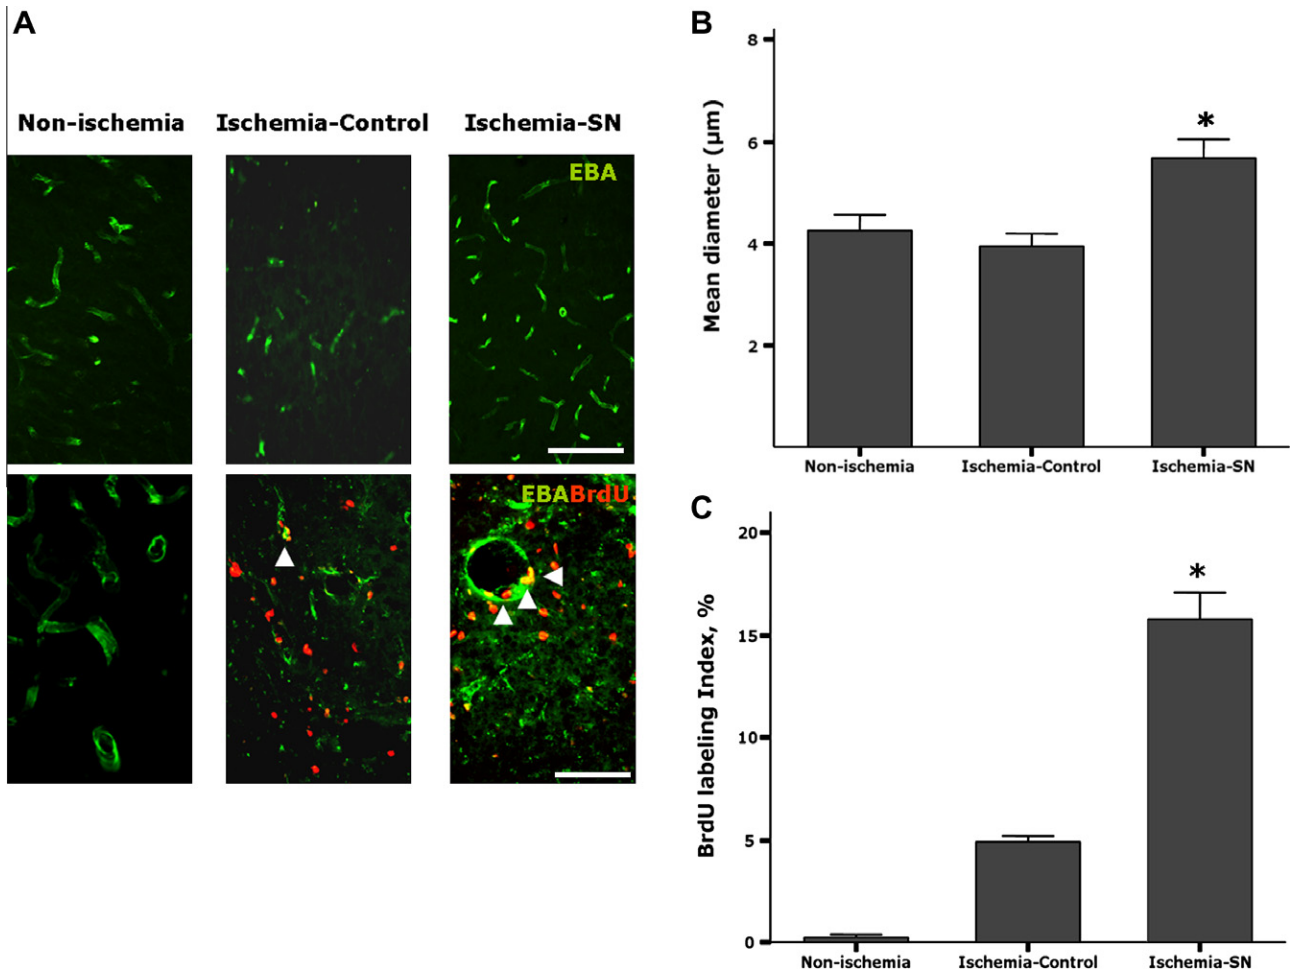 A
Non-ischemia
Ischemia-Control
Ischemia-SN
EBA
EBABrdU
B
Mean diameter (µm)
8
6
4
2
*
Non-ischemia
Ischemia-Control
Ischemia-SN
C
BrdU labeling Index, %
20
15
10
5
0
*
Non-ischemia
Ischemia-Control
Ischemia-SN